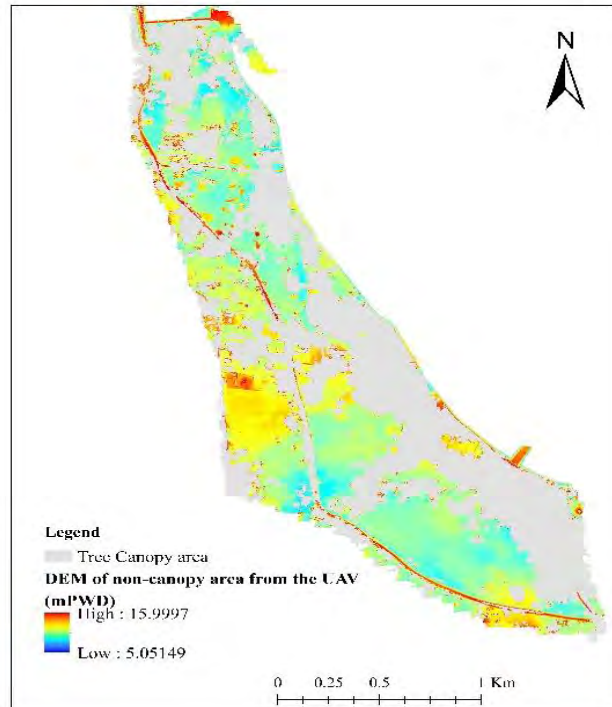 N
Legend
Tree Canopy area
DEM of non-canopy area from the UAV
(mPWD)
High : 15.9997
Low : 5.05149
0 0.25 0.5 1 Km